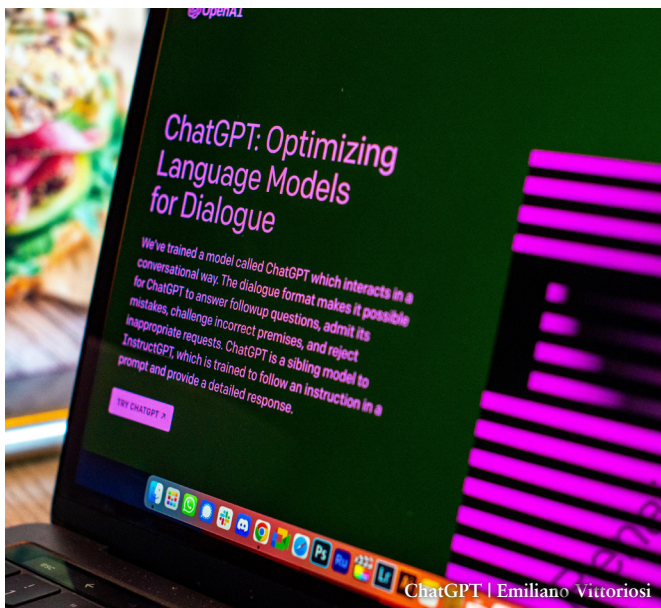 OpenAI
ChatGPT: Optimizing
Language Models
for Dialogue
We've trained a model called ChatGPT which interacts in a
conversational way. The dialogue format makes it possible
for ChatGPT to answer followup questions, admit its
mistakes, challenge incorrect premises, and reject
inappropriate requests. ChatGPT is a sibling model to
InstructGPT, which is trained to follow an instruction in a
prompt and provide a detailed response.
TRY CHATGPT ↗
Ps
Ru
Lr
esc
ChatGPT | Emiliano Vittoriosi